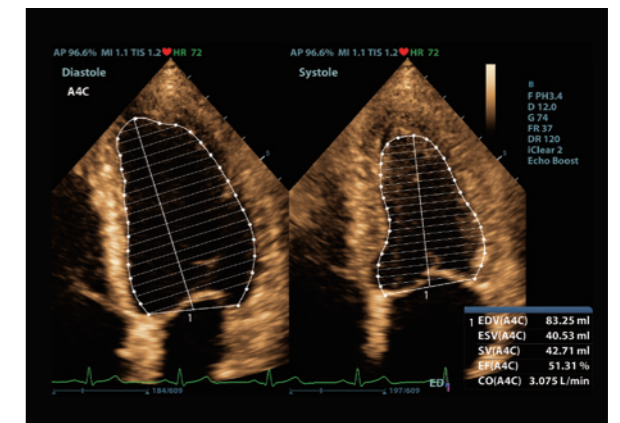 AP 96.6% MI 1.1 TIS 1.2 HR 72
AP 96.6% MI 1.1 TIS 1.2 HR 72
Diastole
Systole
A4C
B
F PH3.4
D 12.0
G 74
FR 37
DR 120
iClear 2
Echo Boost
5
5
1
1
1 EDV(A4C) 83.25 ml
ESV(A4C) 40.53 ml
SV(A4C) 42.71 ml
EF(A4C) 51.31 %
CO(A4C) 3.075 L/min
ED
184/609
197/609